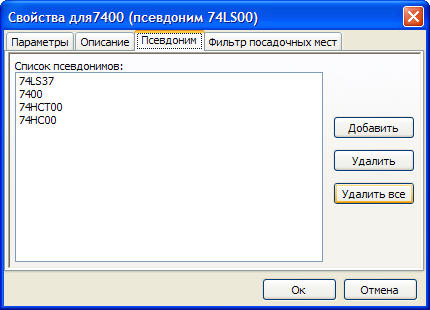 Свойства для7400 (псевдоним 74LS00)
Параметры Описание Псевдоним Фильтр посадочных мест
Список псевдонимов:
74LS37
7400
74HCT00
74HC00
Добавить
Удалить
Удалить все
Ок Отмена